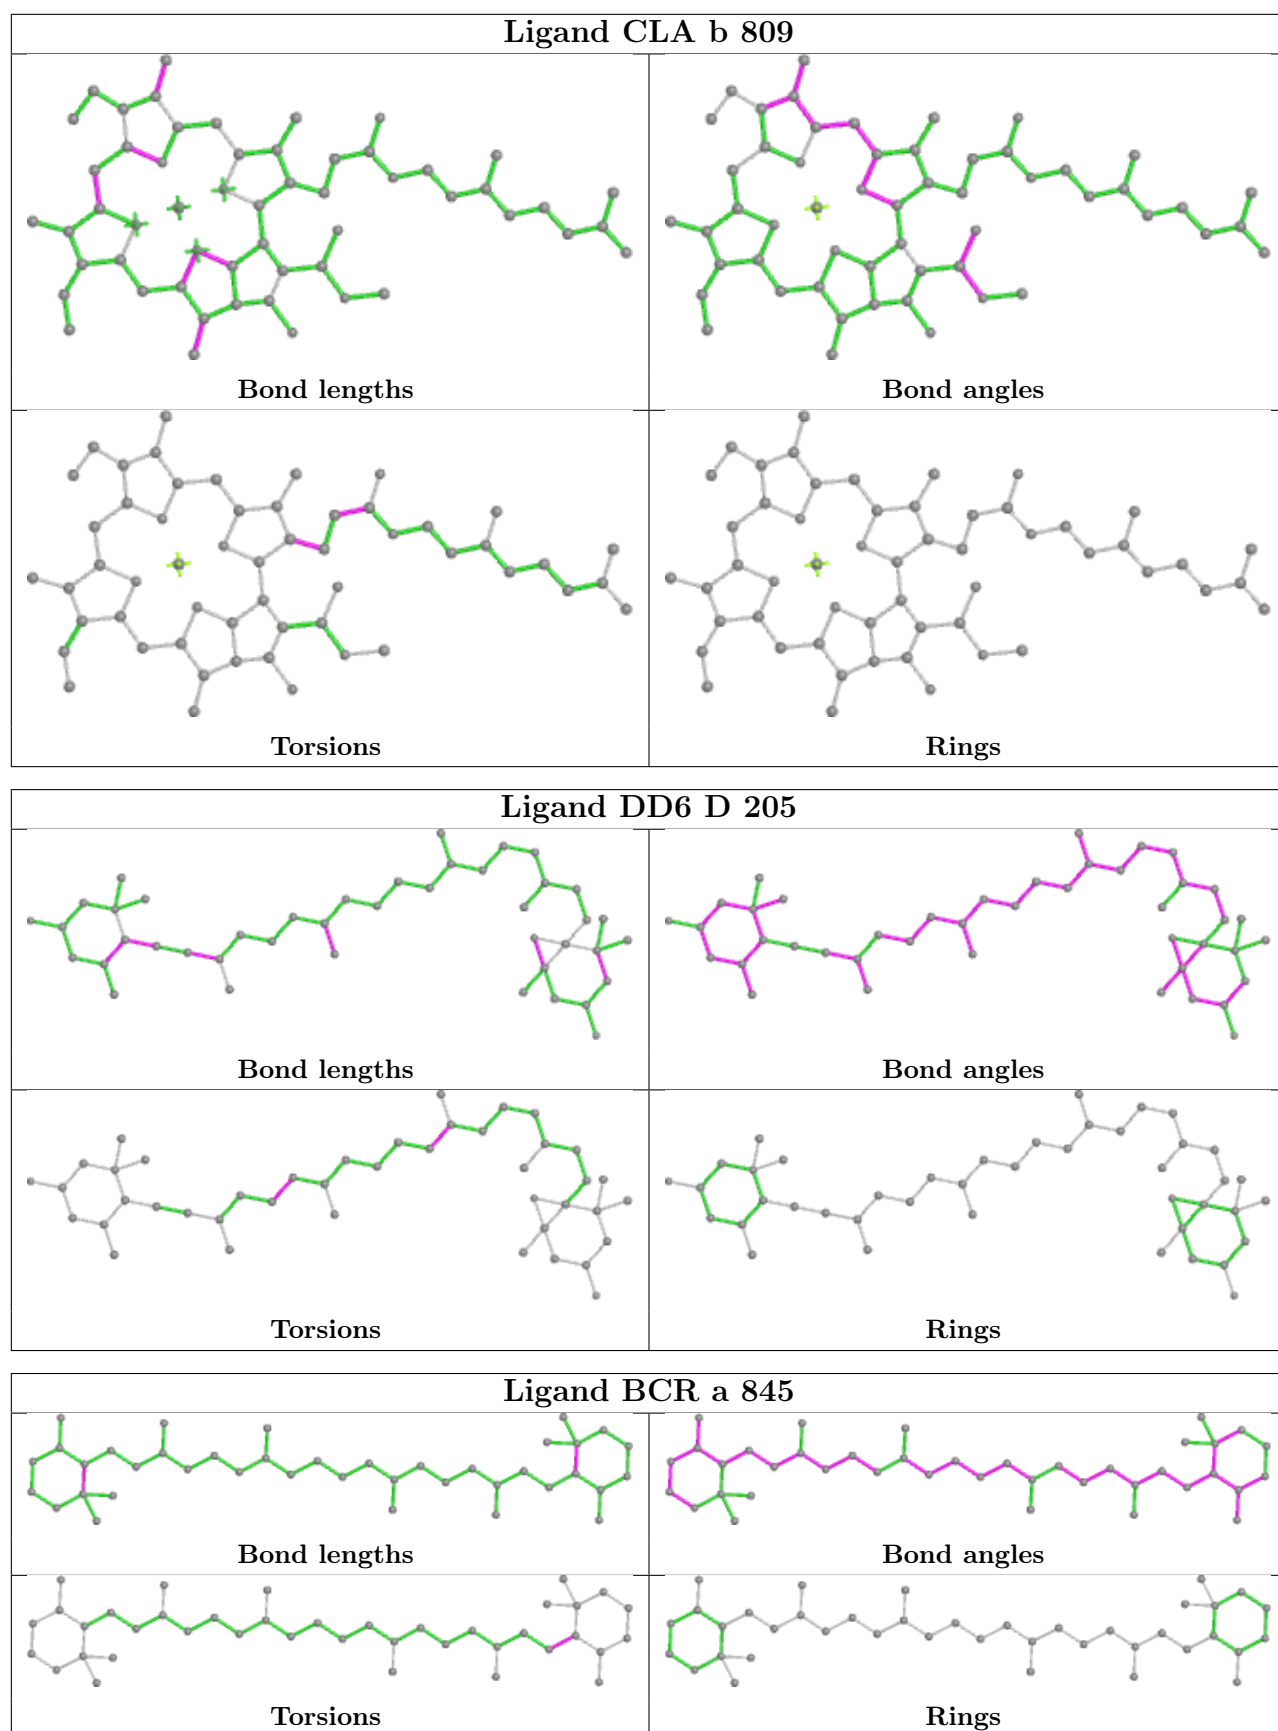 Ligand CLA b 809
Bond lengths
Bond angles
Torsions
Rings
Ligand DD6 D 205
Bond lengths
Bond angles
Torsions
Rings
Ligand BCR a 845
Bond lengths
Bond angles
Torsions
Rings